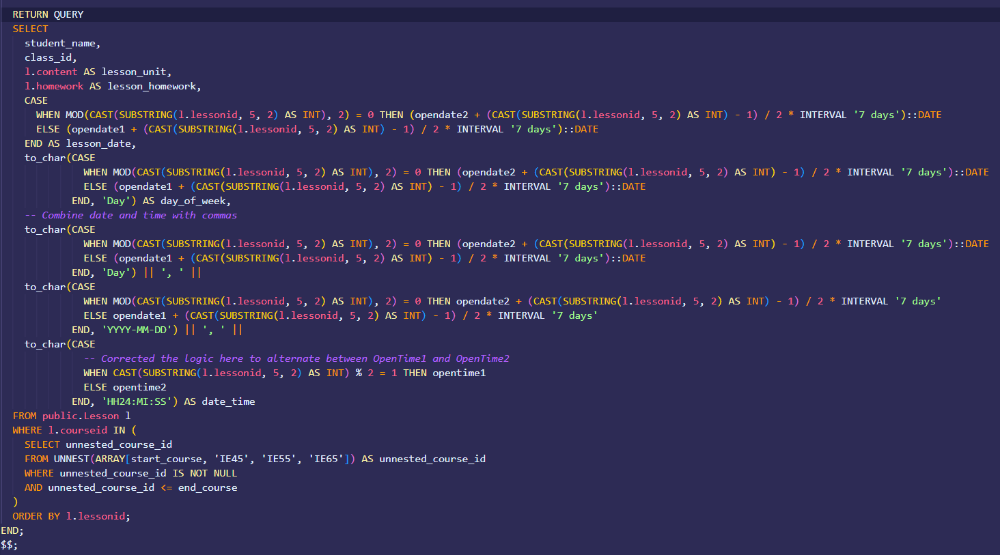 RETURN QUERY
SELECT
student_name,
class_id,
l.content AS lesson_unit,
l.homework AS lesson_homework,
CASE
WHEN MOD(CAST(SUBSTRING(l.lessonid, 5, 2) AS INT), 2) = 0 THEN (opendate2 + (CAST(SUBSTRING(l.lessonid, 5, 2) AS INT) - 1) / 2 * INTERVAL '7 days')::DATE
ELSE (opendate1 + (CAST(SUBSTRING(l.lessonid, 5, 2) AS INT) - 1) / 2 * INTERVAL '7 days')::DATE
END AS lesson_date,
to_char(CASE
WHEN MOD(CAST(SUBSTRING(l.lessonid, 5, 2) AS INT), 2) = 0 THEN (opendate2 + (CAST(SUBSTRING(l.lessonid, 5, 2) AS INT) - 1) / 2 * INTERVAL '7 days')::DATE
ELSE (opendate1 + (CAST(SUBSTRING(l.lessonid, 5, 2) AS INT) - 1) / 2 * INTERVAL '7 days')::DATE
END, 'Day') AS day_of_week,
-- Combine date and time with commas
to_char(CASE
WHEN MOD(CAST(SUBSTRING(l.lessonid, 5, 2) AS INT), 2) = 0 THEN (opendate2 + (CAST(SUBSTRING(l.lessonid, 5, 2) AS INT) - 1) / 2 * INTERVAL '7 days')::DATE
ELSE (opendate1 + (CAST(SUBSTRING(l.lessonid, 5, 2) AS INT) - 1) / 2 * INTERVAL '7 days')::DATE
END, 'Day') || ', ' ||
to_char(CASE
WHEN MOD(CAST(SUBSTRING(l.lessonid, 5, 2) AS INT), 2) = 0 THEN opendate2 + (CAST(SUBSTRING(l.lessonid, 5, 2) AS INT) - 1) / 2 * INTERVAL '7 days'
ELSE opendate1 + (CAST(SUBSTRING(l.lessonid, 5, 2) AS INT) - 1) / 2 * INTERVAL '7 days'
END, 'YYYY-MM-DD') || ', ' ||
to_char(CASE
-- Corrected the logic here to alternate between OpenTime1 and OpenTime2
WHEN CAST(SUBSTRING(l.lessonid, 5, 2) AS INT) % 2 = 1 THEN opentime1
ELSE opentime2
END, 'HH24:MI:SS') AS date_time
FROM public.Lesson l
WHERE l.courseid IN (
SELECT unnested_course_id
FROM UNNEST(ARRAY[start_course, 'IE45', 'IE55', 'IE65']) AS unnested_course_id
WHERE unnested_course_id IS NOT NULL
AND unnested_course_id <= end_course
)
ORDER BY l.lessonid;
END;
$$;